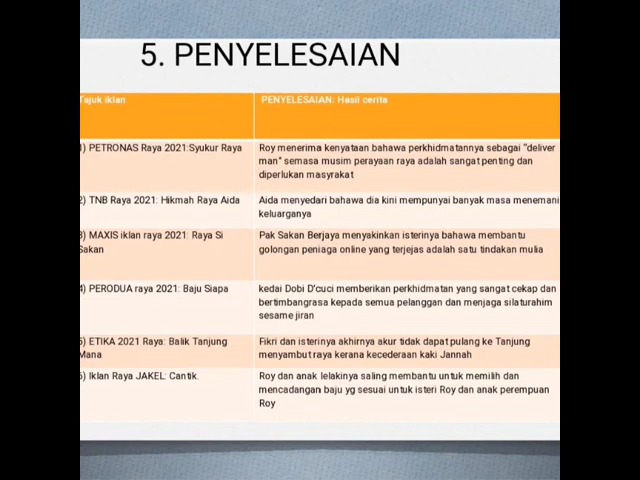 5. PENYELESAIAN
Tajuk iklan
PENYELESAIAN: Hasil cerita
1) PETRONAS Raya 2021:Syukur Raya
Roy menerima kenyataan bahawa perkhidmatannya sebagai “deliver
man” semasa musim perayaan raya adalah sangat penting dan
diperlukan masyrakat
2) TNB Raya 2021: Hikmah Raya Aida
Aida menyedari bahawa dia kini mempunyai banyak masa menemani
keluarganya
3) MAXIS iklan raya 2021: Raya Si
Sakan
Pak Sakan Berjaya menyakinkan isterinya bahawa membantu
golongan peniaga online yang terjejas adalah satu tindakan mulia
4) PERODUA raya 2021: Baju Siapa
kedai Dobi D'cuci memberikan perkhidmatan yang sangat cekap dan
bertimbangrasa kepada semua pelanggan dan menjaga silaturahim
sesame jiran
5) ETIKA 2021 Raya: Balik Tanjung
Mana
Fikri dan isterinya akhirnya akur tidak dapat pulang ke Tanjung
menyambut raya kerana kecederaan kaki Jannah
6) Iklan Raya JAKEL: Cantik.
Roy dan anak lelakinya saling membantu untuk memilih dan
mencadangan baju yg sesuai untuk isteri Roy dan anak perempuan
Roy